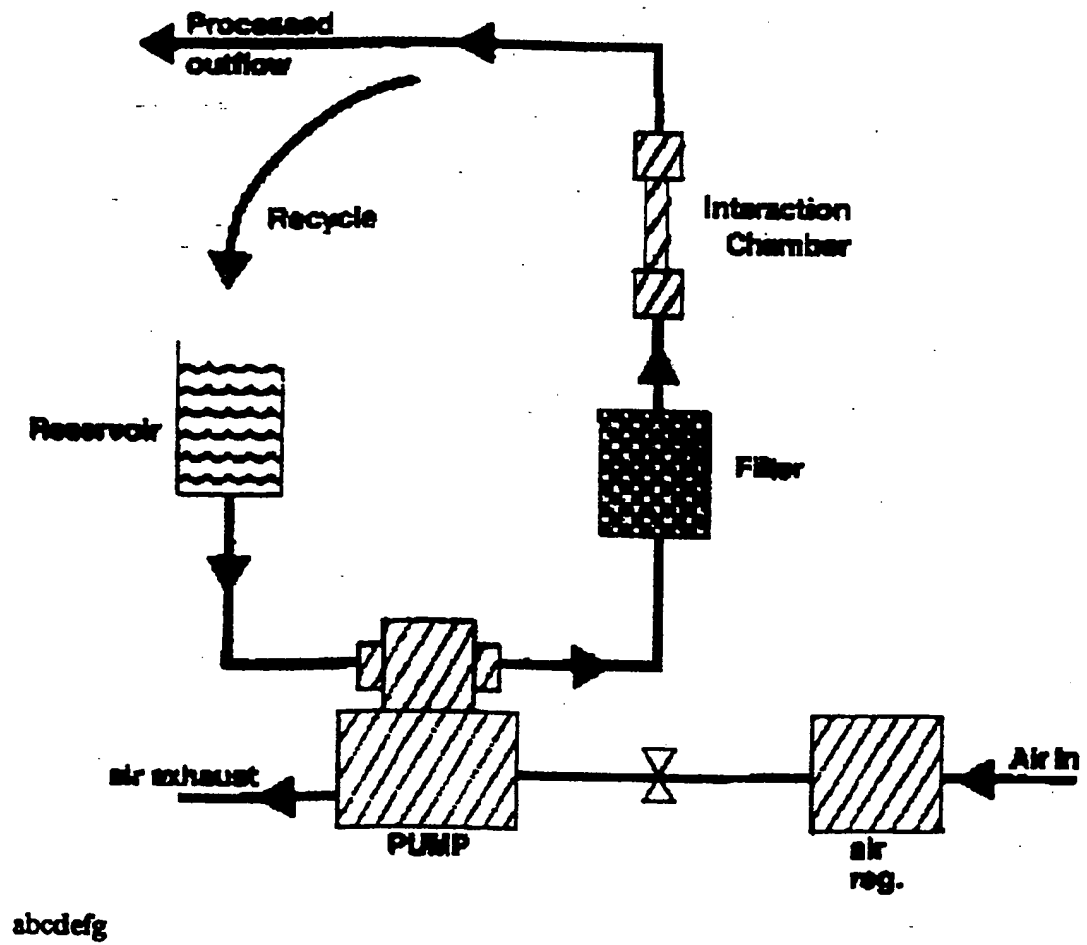 Processed
outflow
Recycle
Interaction
Chamber
Reservoir
Filter
air exhaust
Air in
PUMP
air
reg.
abcdefg